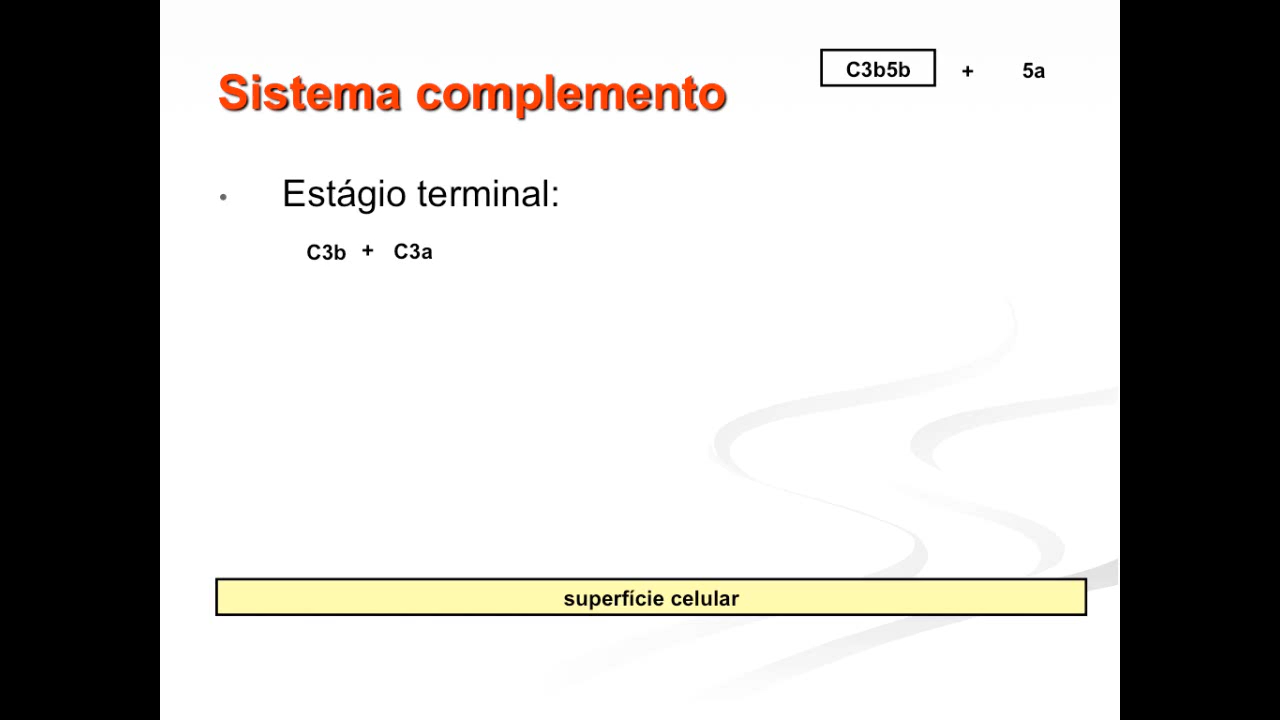 C3b5b + 5a
Sistema complemento
• Estágio terminal:
C3b + C3a
superfície celular